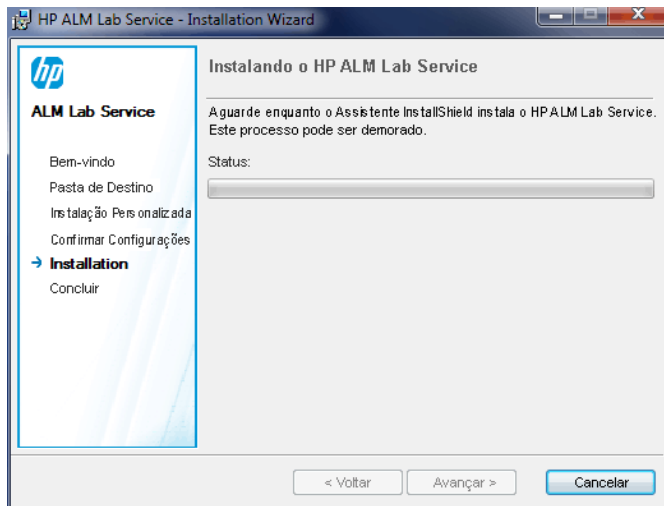 HP ALM Lab Service - Installation Wizard
hp
ALM Lab Service
Bem-vindo
Pasta de Destino
Instalação Personalizada
Confirmar Configurações
Installation
Concluir
Instalando o HP ALM Lab Service
Aguarde enquanto o Assistente InstallShield instala o HP ALM Lab Service.
Este processo pode ser demorado.
Status:
< Voltar
Avançar >
Cancelar